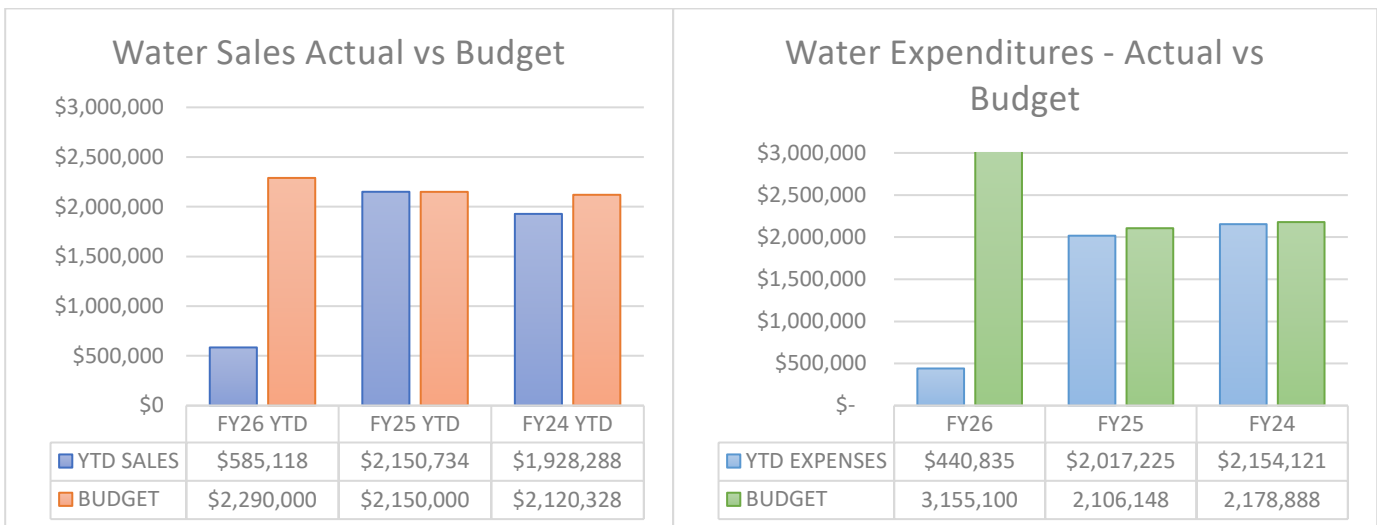 Water Sales Actual vs Budget
$3,000,000
$2,500,000
$2,000,000
$1,500,000
$1,000,000
$500,000
$0
FY26 YTD FY25 YTD FY24 YTD
YTD SALES $585,118 $2,150,734 $1,928,288
BUDGET $2,290,000 $2,150,000 $2,120,328
Water Expenditures - Actual vs
Budget
$3,000,000
$2,500,000
$2,000,000
$1,500,000
$1,000,000
$500,000
$-
FY26 FY25 FY24
YTD EXPENSES $440,835 $2,017,225 $2,154,121
BUDGET 3,155,100 2,106,148 2,178,888